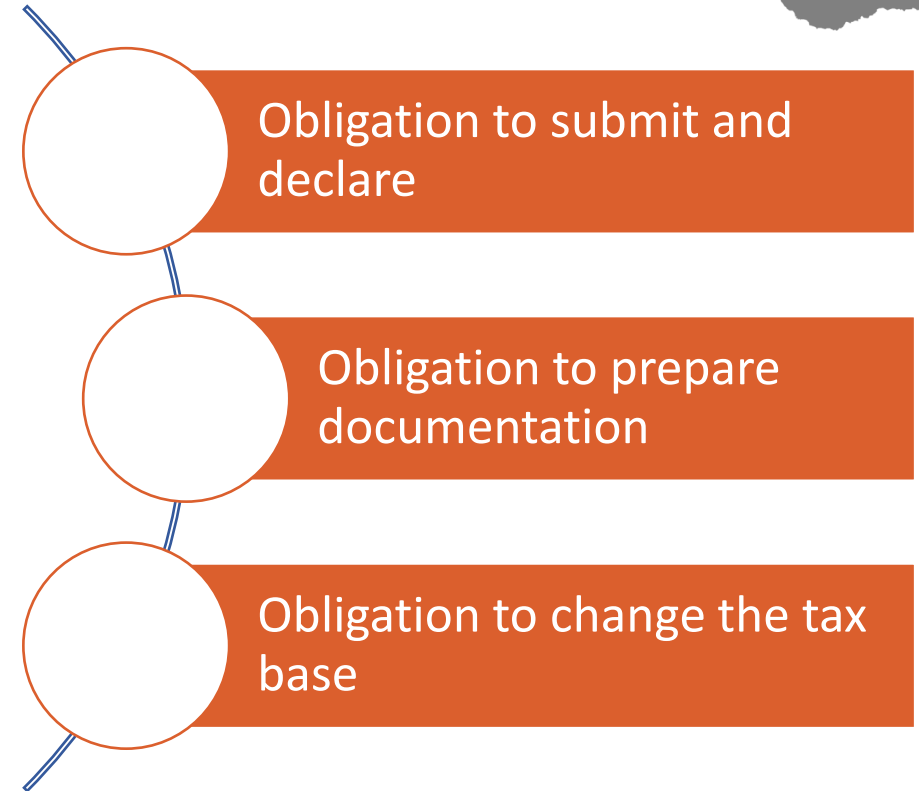 Obligation to submit and
declare
Obligation to prepare
documentation
Obligation to change the tax
base